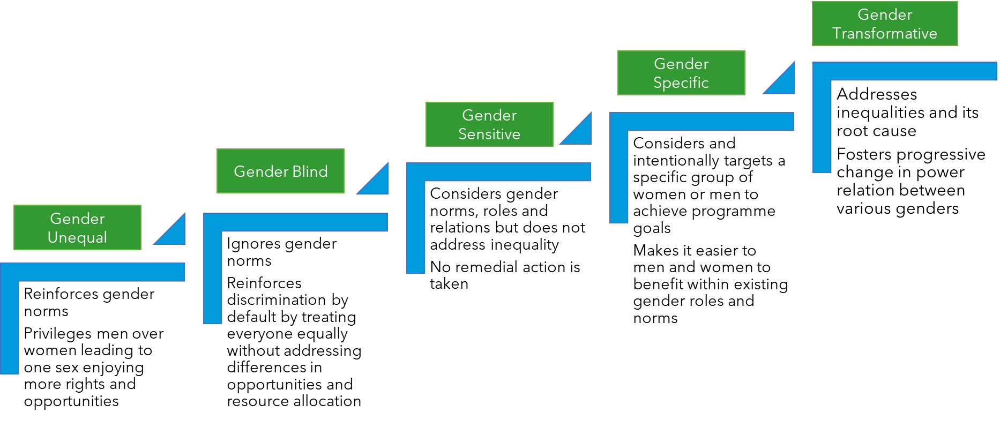 Gender
Unequal
Reinforces gender
norms
Privileges men over
women leading to
one sex enjoying
more rights and
opportunities
Gender Blind
Ignores gender
norms
Reinforces
discrimination by
default by treating
everyone equally
without addressing
differences in
opportunities and
resource allocation
Gender
Sensitive
Considers gender
norms, roles and
relations but does not
address inequality
No remedial action is
taken
Gender
Specific
Considers and
intentionally targets a
specific group of
women or men to
achieve programme
goals
Makes it easier to
men and women to
benefit within existing
gender roles and
norms
Gender
Transformative
Addresses
inequalities and its
root cause
Fosters progressive
change in power
relation between
various genders